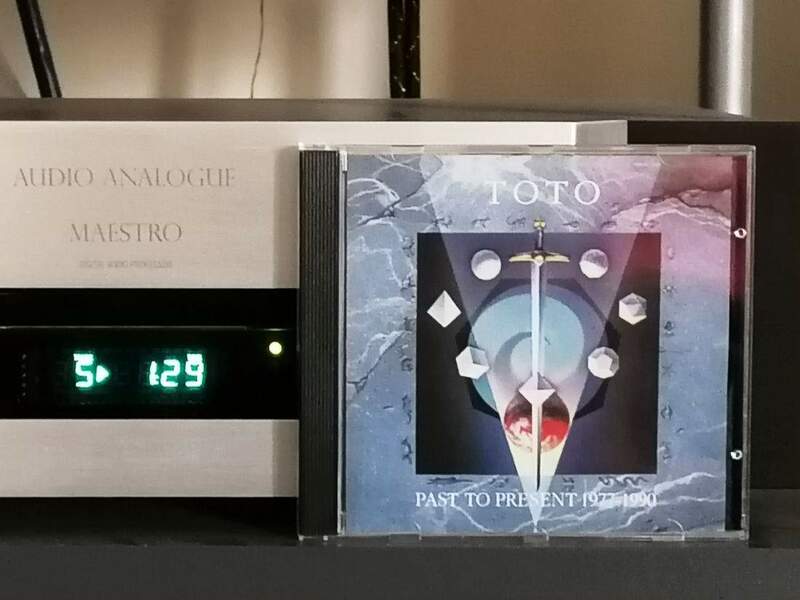 AUDIO ANALOGUE
MAESTRO
5 1:29
TOTO
PAST TO PRESENT 1977-1990